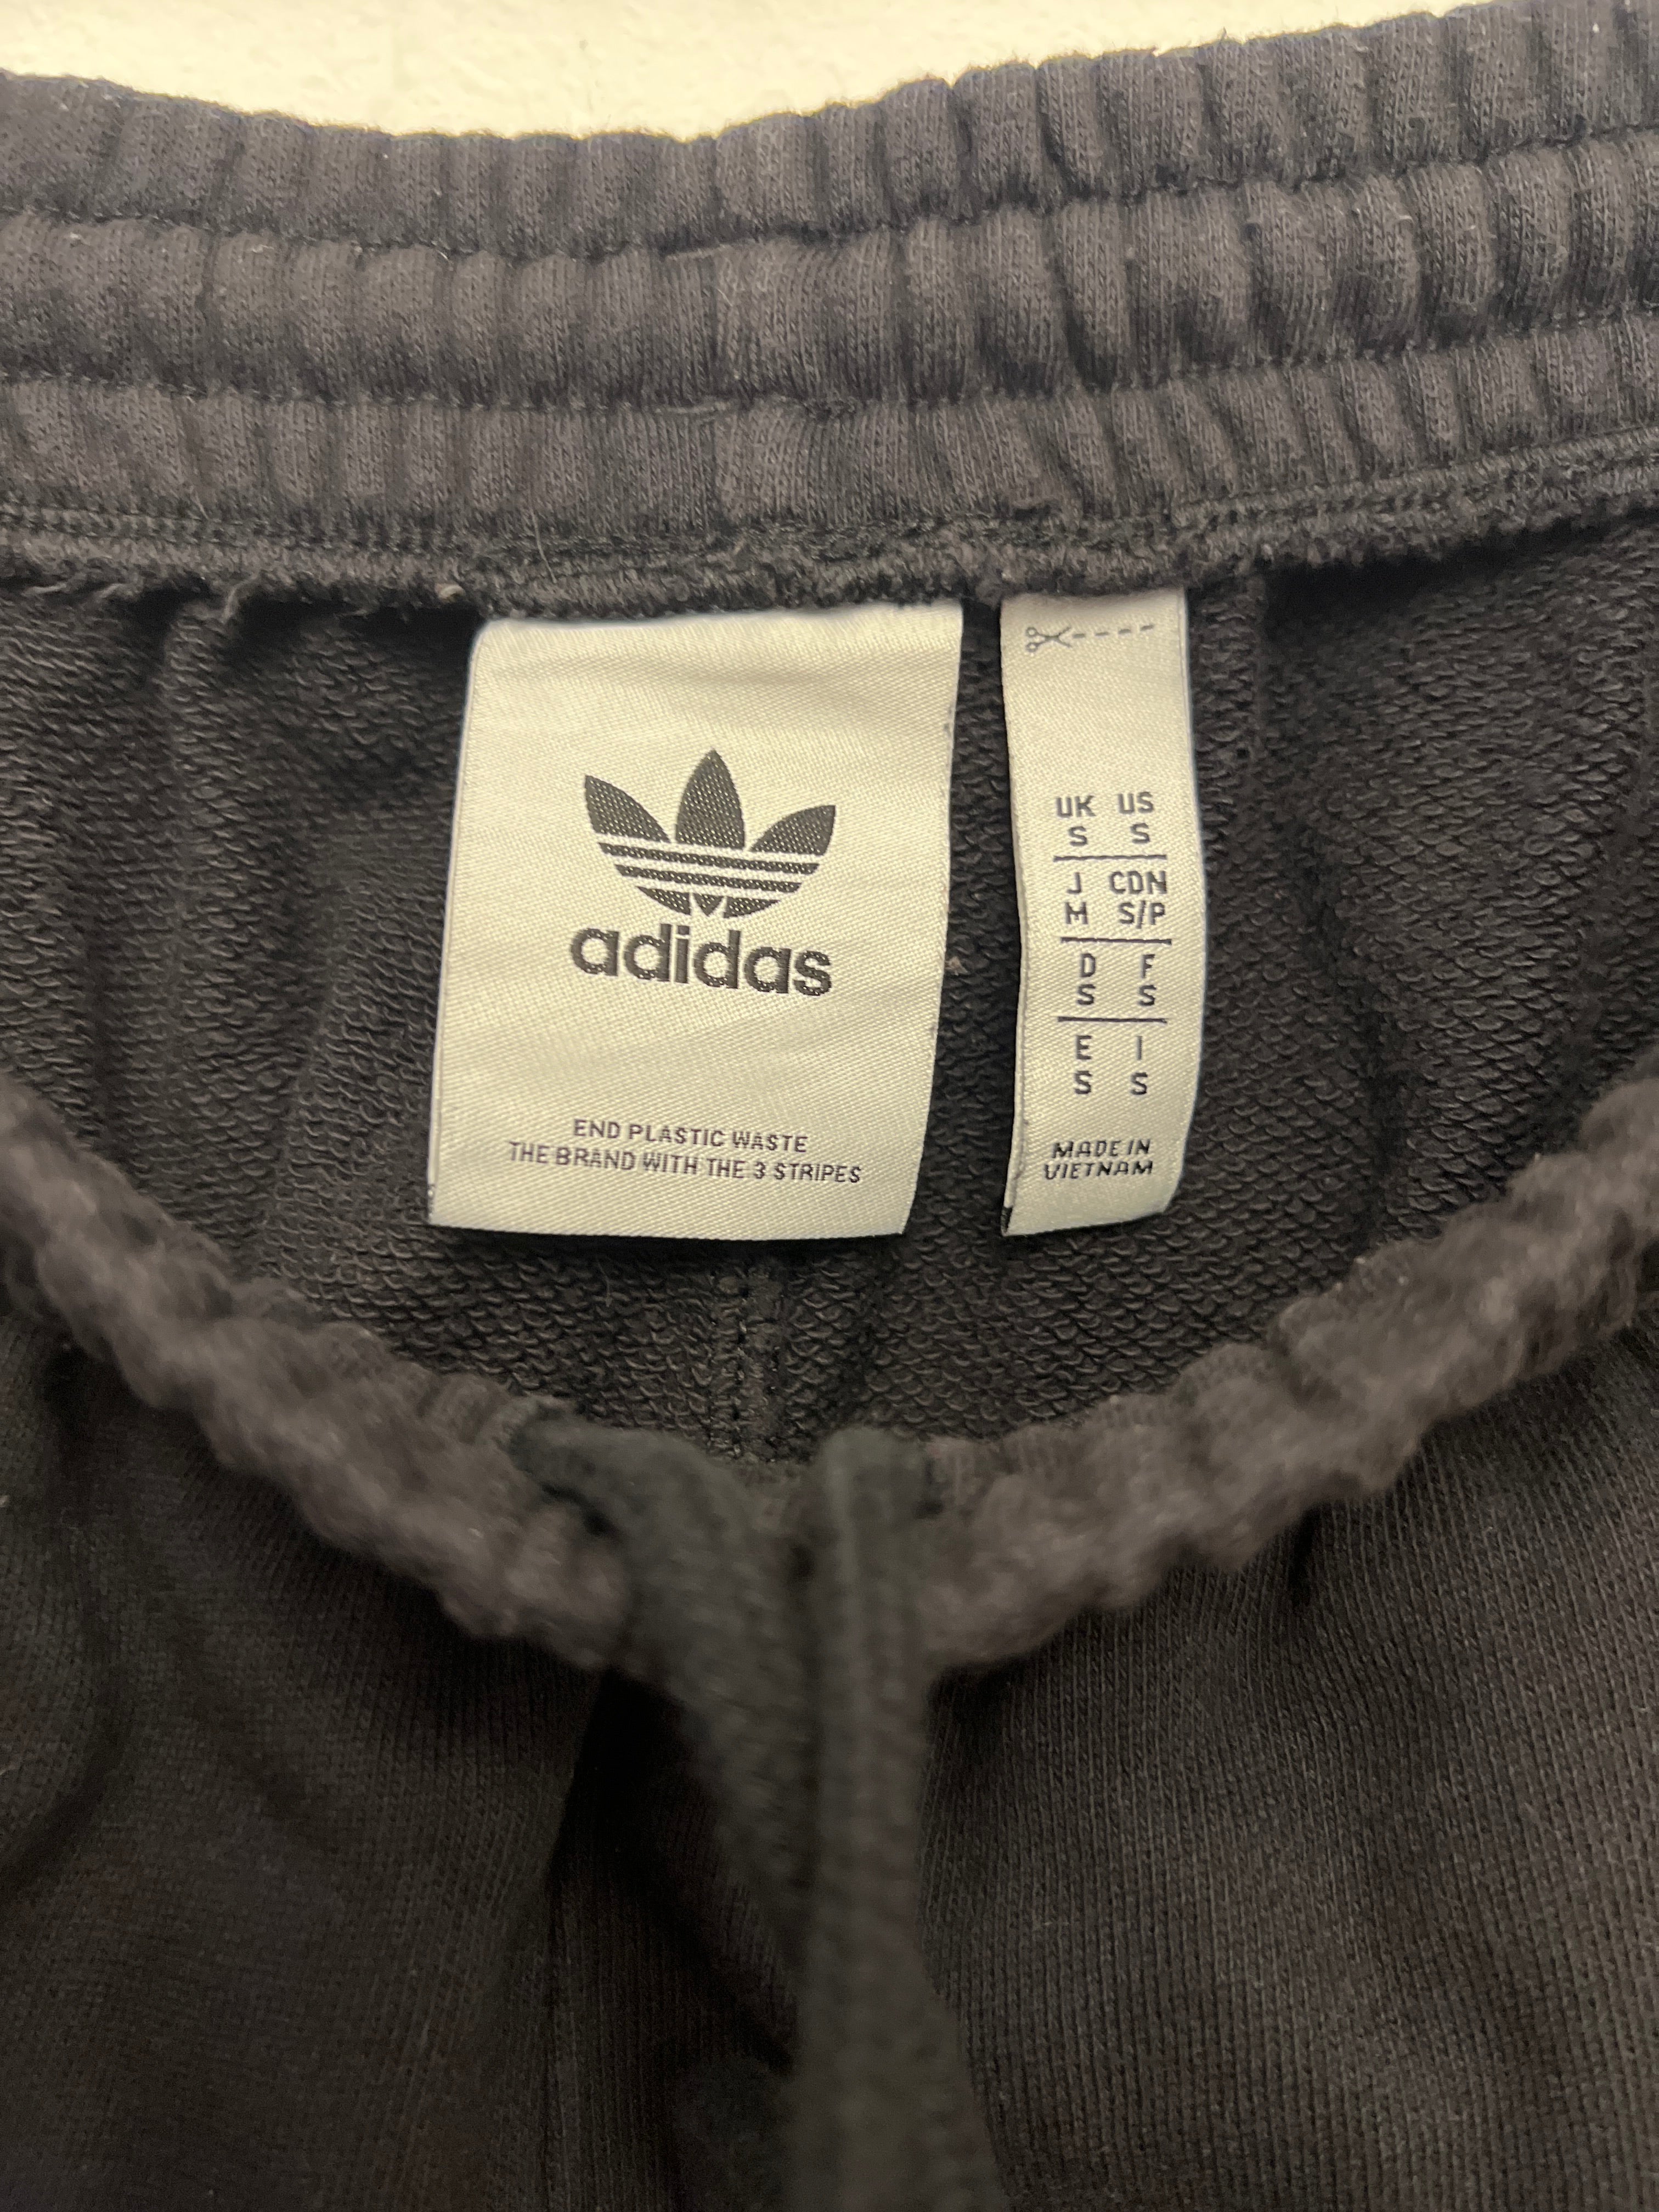 adidas
END PLASTIC WASTE
THE BRAND WITH THE 3 STRIPES
UK US
S S
J CDN
M S/P
D F
S S
E I
S S
MADE IN
VIETNAM